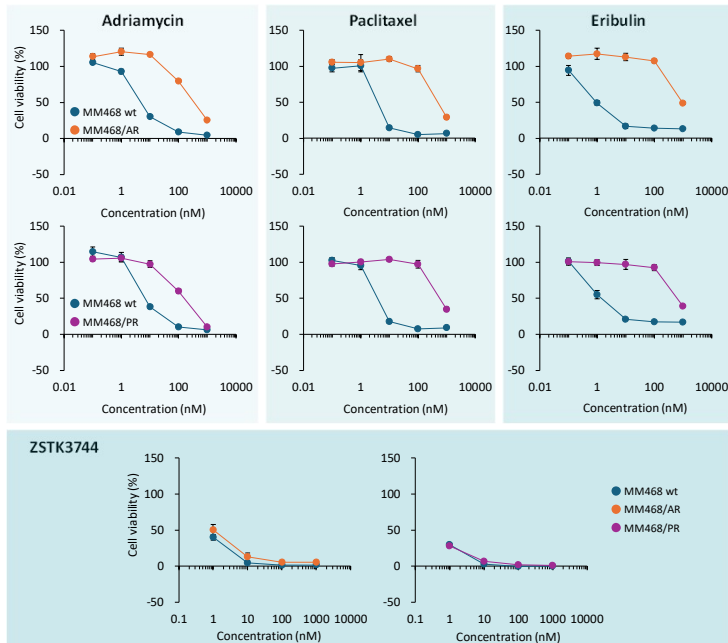 Adriamycin
Cell viability (%)
150
100
50
0
-50
MM468 wt
MM468/AR
0.01 1 100 10000
Concentration (nM)
Paclitaxel
150
100
50
0
-50
0.01 1 100 10000
Concentration (nM)
Eribulin
150
100
50
0
-50
0.01 1 100 10000
Concentration (nM)
Cell viability (%)
150
100
50
0
-50
MM468 wt
MM468/PR
0.01 1 100 10000
Concentration (nM)
150
100
50
0
-50
0.01 1 100 10000
Concentration (nM)
150
100
50
0
-50
0.01 1 100 10000
Concentration (nM)
ZSTK3744
Cell viability (%)
150
100
50
0
-50
0.1 1 10 100 1000 10000
Concentration (nM)
150
100
50
0
-50
0.1 1 10 100 1000 10000
Concentration (nM)
MM468 wt
MM468/AR
MM468/PR